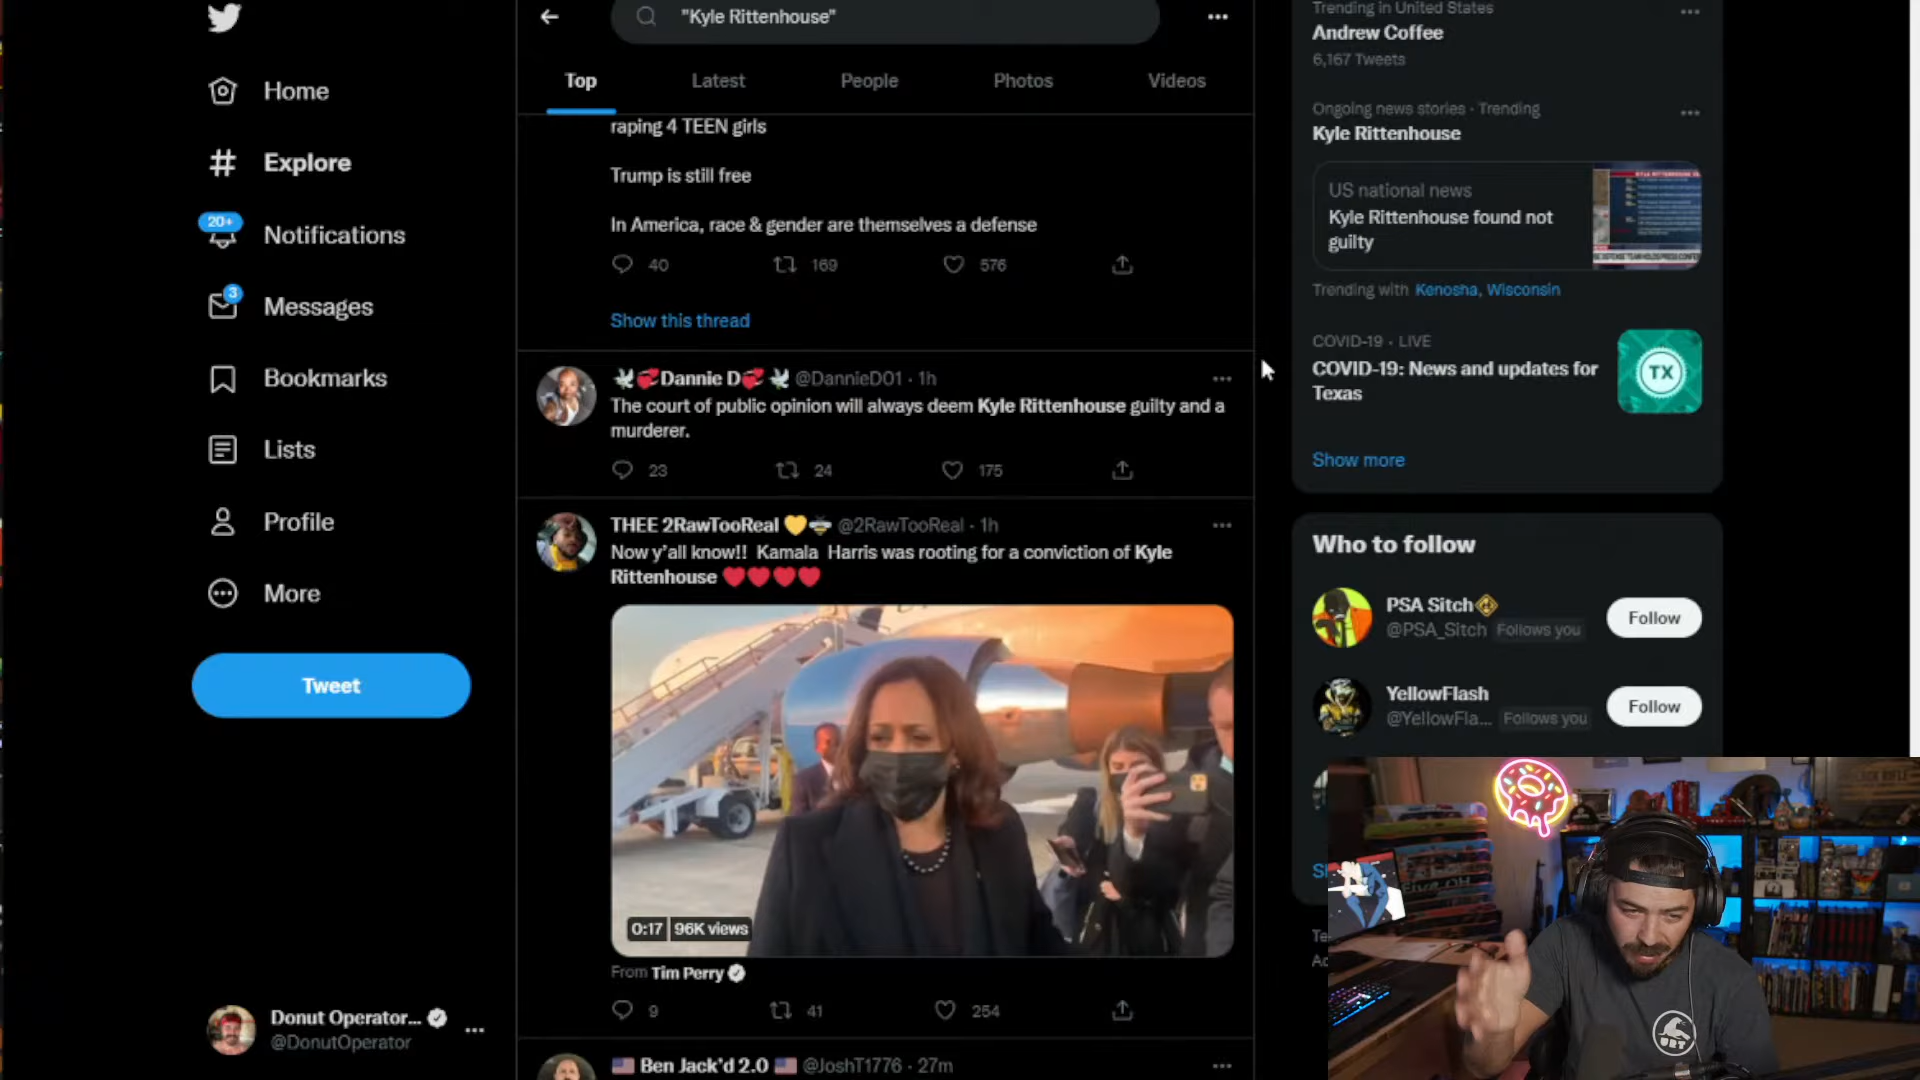 Home
Explore
20+
Notifications
3
Messages
Bookmarks
Lists
Profile
More
Tweet
Donut Operator...
@DonutOperator
"Kyle Rittenhouse"
Top
Latest
People
Photos
Videos
raping 4 TEEN girls
Trump is still free
In America, race & gender are themselves a defense
40
169
576
Show this thread
Dannie D @DannieD01 · 1h
The court of public opinion will always deem Kyle Rittenhouse guilty and a
murderer.
23
24
175
THEE 2RawTooReal @2RawTooReal · 1h
Now y'all know!! Kamala Harris was rooting for a conviction of Kyle
Rittenhouse
0:17
96K views
From Tim Perry
9
41
254
Ben Jack'd 2.0 @JoshT1776 · 27m
Trending in United States
Andrew Coffee
6,167 Tweets
Ongoing news stories · Trending
Kyle Rittenhouse
US national news
Kyle Rittenhouse found not
guilty
Trending with Kenosha, Wisconsin
COVID-19 · LIVE
COVID-19: News and updates for
Texas
TX
Show more
Who to follow
PSA Sitch
@PSA_Sitch Follows you
Follow
YellowFlash
@YellowFla... Follows you
Follow